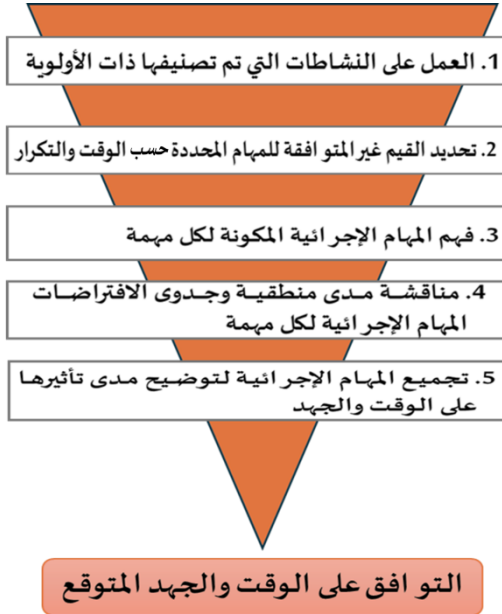 1. العمل على النشاطات التي تم تصنيفها ذات الأولوية
2. تحديد القيم غير المتوافقة للمهام المحددة حسب الوقت والتكرار
3. فهم المهام الإجرائية المكونة لكل مهمة
4. مناقشة مدى منطقية وجدوى الافتراضات
المهام الإجرائية لكل مهمة
5. تجميع المهام الإجرائية لتوضيح مدى تأثيرها
على الوقت والجهد
التوافق على الوقت والجهد المتوقع